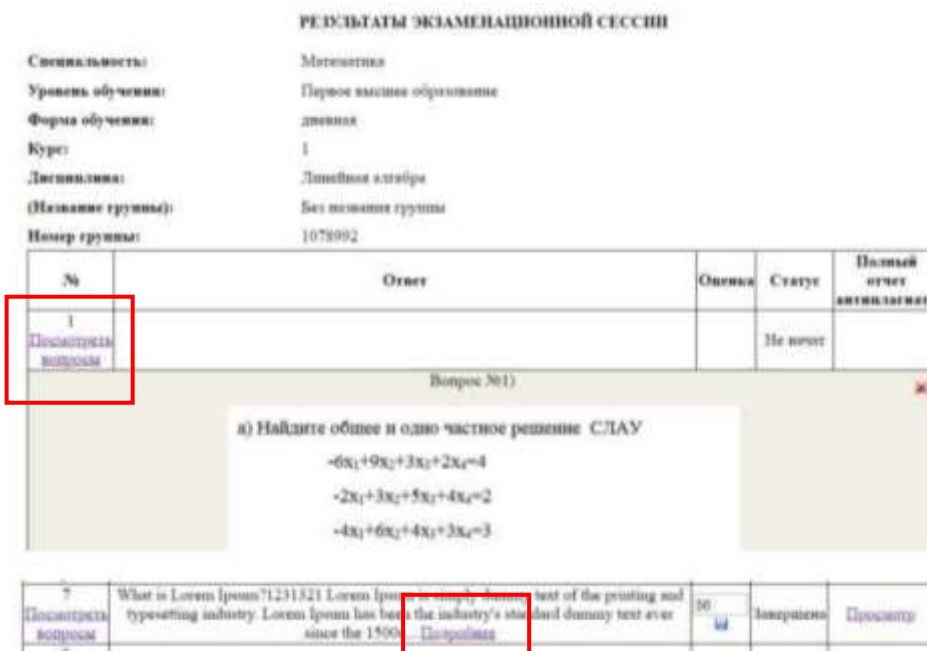 РЕЗУЛЬТАТЫ ЭКЗАМЕНАЦИОННОЙ СЕССИИ
Специальность: Математика
Уровень обучения: Первое высшее образование
Форма обучения: дневная
Курс: 1
Дисциплина: Линейная алгебра
(Название группы): Без названия группы
Номер группы: 1078992
№ Ответ Оценка Статус Полный отчет антиплагиат
1
Посмотреть
вопросы
Не начат
Вопрос №1)
а) Найдите общее и одно частное решение СЛАУ
-6x₁+9x₂+3x₃+2x₄=4
-2x₁+3x₂+5x₃+4x₄=2
-4x₁+6x₂+4x₃+3x₄=3
7
Посмотреть
вопросы
What is Lorem Ipsum?1231321 Lorem Ipsum is simply dummy text of the printing and
typesetting industry. Lorem Ipsum has been the industry's standard dummy text ever
since the 1500s... Подробнее
Завершено
Просмотр